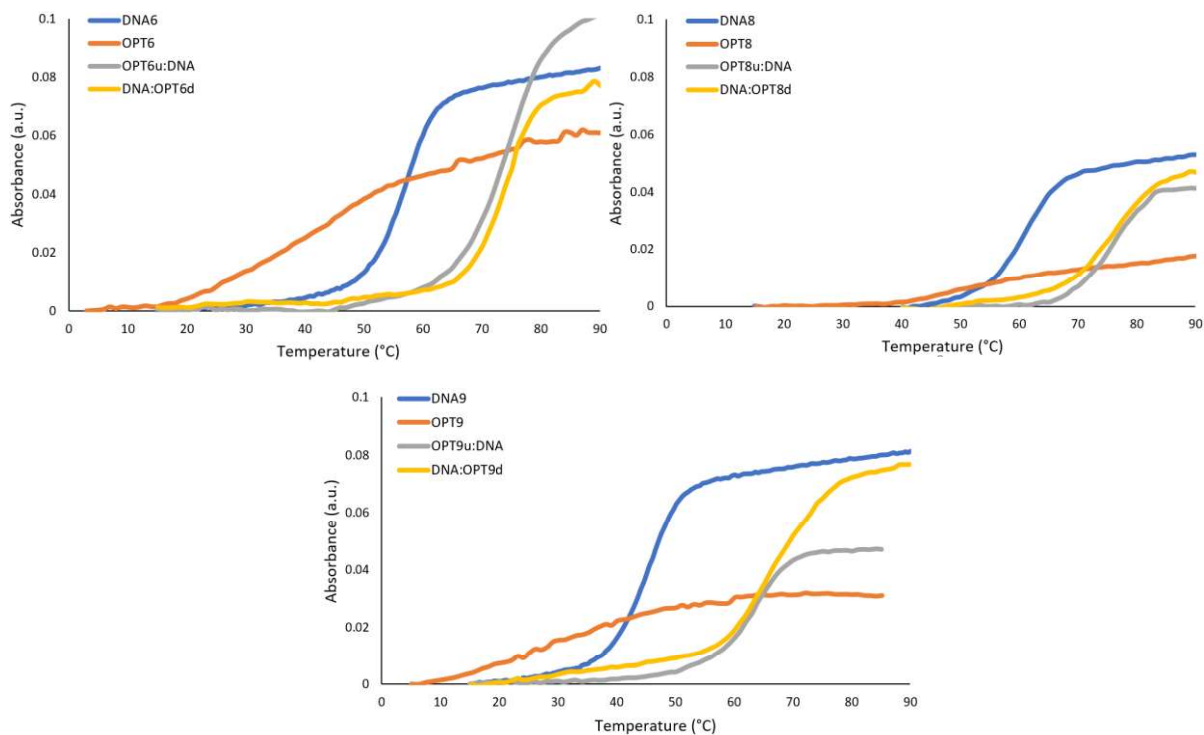 0.1
0.08
0.06
0.04
0.02
0
DNA6
OPT6
OPT6u:DNA
DNA:OPT6d
Absorbance (a.u.)
0 10 20 30 40 50 60 70 80 90
Temperature (°C)
0.1
0.08
0.06
0.04
0.02
0
DNA8
OPT8
OPT8u:DNA
DNA:OPT8d
Absorbance (a.u.)
0 10 20 30 40 50 60 70 80 90
Temperature (°C)
0.1
0.08
0.06
0.04
0.02
0
DNA9
OPT9
OPT9u:DNA
DNA:OPT9d
Absorbance (a.u.)
0 10 20 30 40 50 60 70 80 90
Temperature (°C)